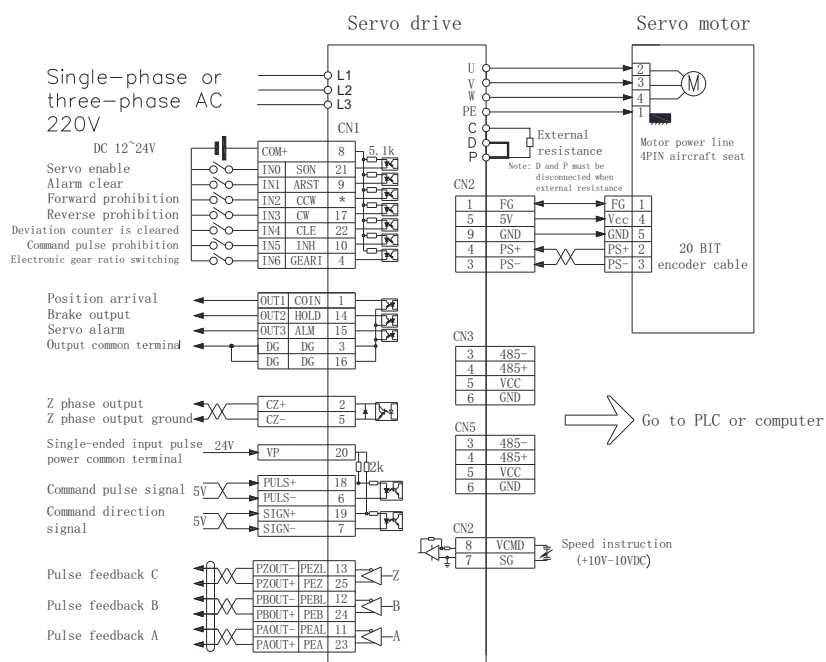 Servo drive
Servo motor
Single-phase or
three-phase AC
220V
L1
L2
L3
U
V
W
PE
C
D
P
2
3
4
1
M
External
resistance
Note: D and P must be
disconnected when
external resistance
Motor power line
4PIN aircraft seat
CN1
DC 12~24V
COM+ 8 5.1k
Servo enable IN0 SON 21
Alarm clear IN1 ARST 9
Forward prohibition IN2 CCW *
Reverse prohibition IN3 CW 17
Deviation counter is cleared IN4 CLE 22
Command pulse prohibition IN5 INH 10
Electronic gear ratio switching IN6 GEAR1 4
CN2
1 FG FG 1
5 5V Vcc 4
9 GND GND 5
4 PS+ PS+ 2
3 PS- PS- 3
20 BIT
encoder cable
Position arrival OUT1 COIN 1
Brake output OUT2 HOLD 14
Servo alarm OUT3 ALM 15
Output common terminal DG DG 3
DG DG 16
CN3
3 485-
4 485+
5 VCC
6 GND
Z phase output CZ+ 2
Z phase output ground CZ- 5
Go to PLC or computer
CN5
3 485-
4 485+
5 VCC
6 GND
Single-ended input pulse
power common terminal
24V VP 20
2k
Command pulse signal 5V PULS+ 18
PULS- 6
Command direction
signal
5V SIGN+ 19
SIGN- 7
CN2
8 VCMD
7 SG
Speed instruction
(+10V-10VDC)
Pulse feedback C PZOUT- PEZL 13 Z
PZOUT+ PEZ 25
Pulse feedback B PBOUT- PEBL 12 B
PBOUT+ PEB 24
Pulse feedback A PAOUT- PEAL 11 A
PAOUT+ PEA 23